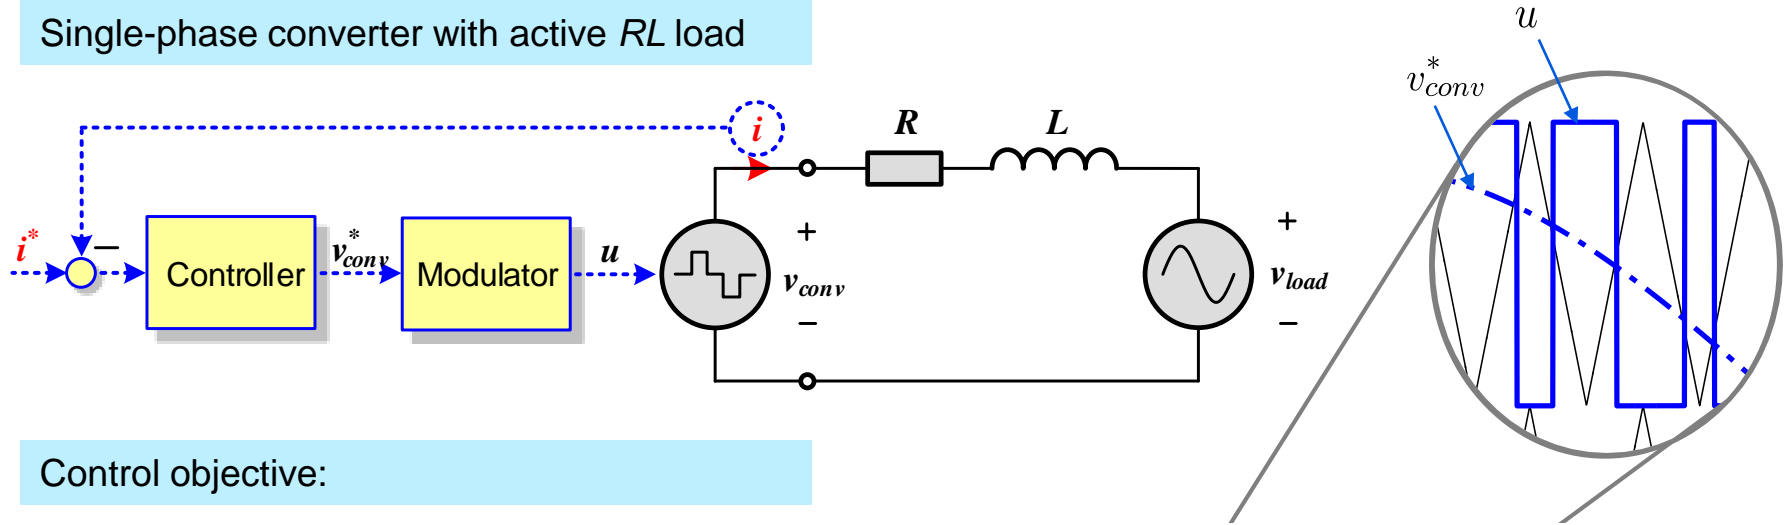 Single-phase converter with active RL load
u
v*conv
i
R
L
i*
−
Controller
v*conv
Modulator
u
+
vconv
−
+
vload
−
Control objective: